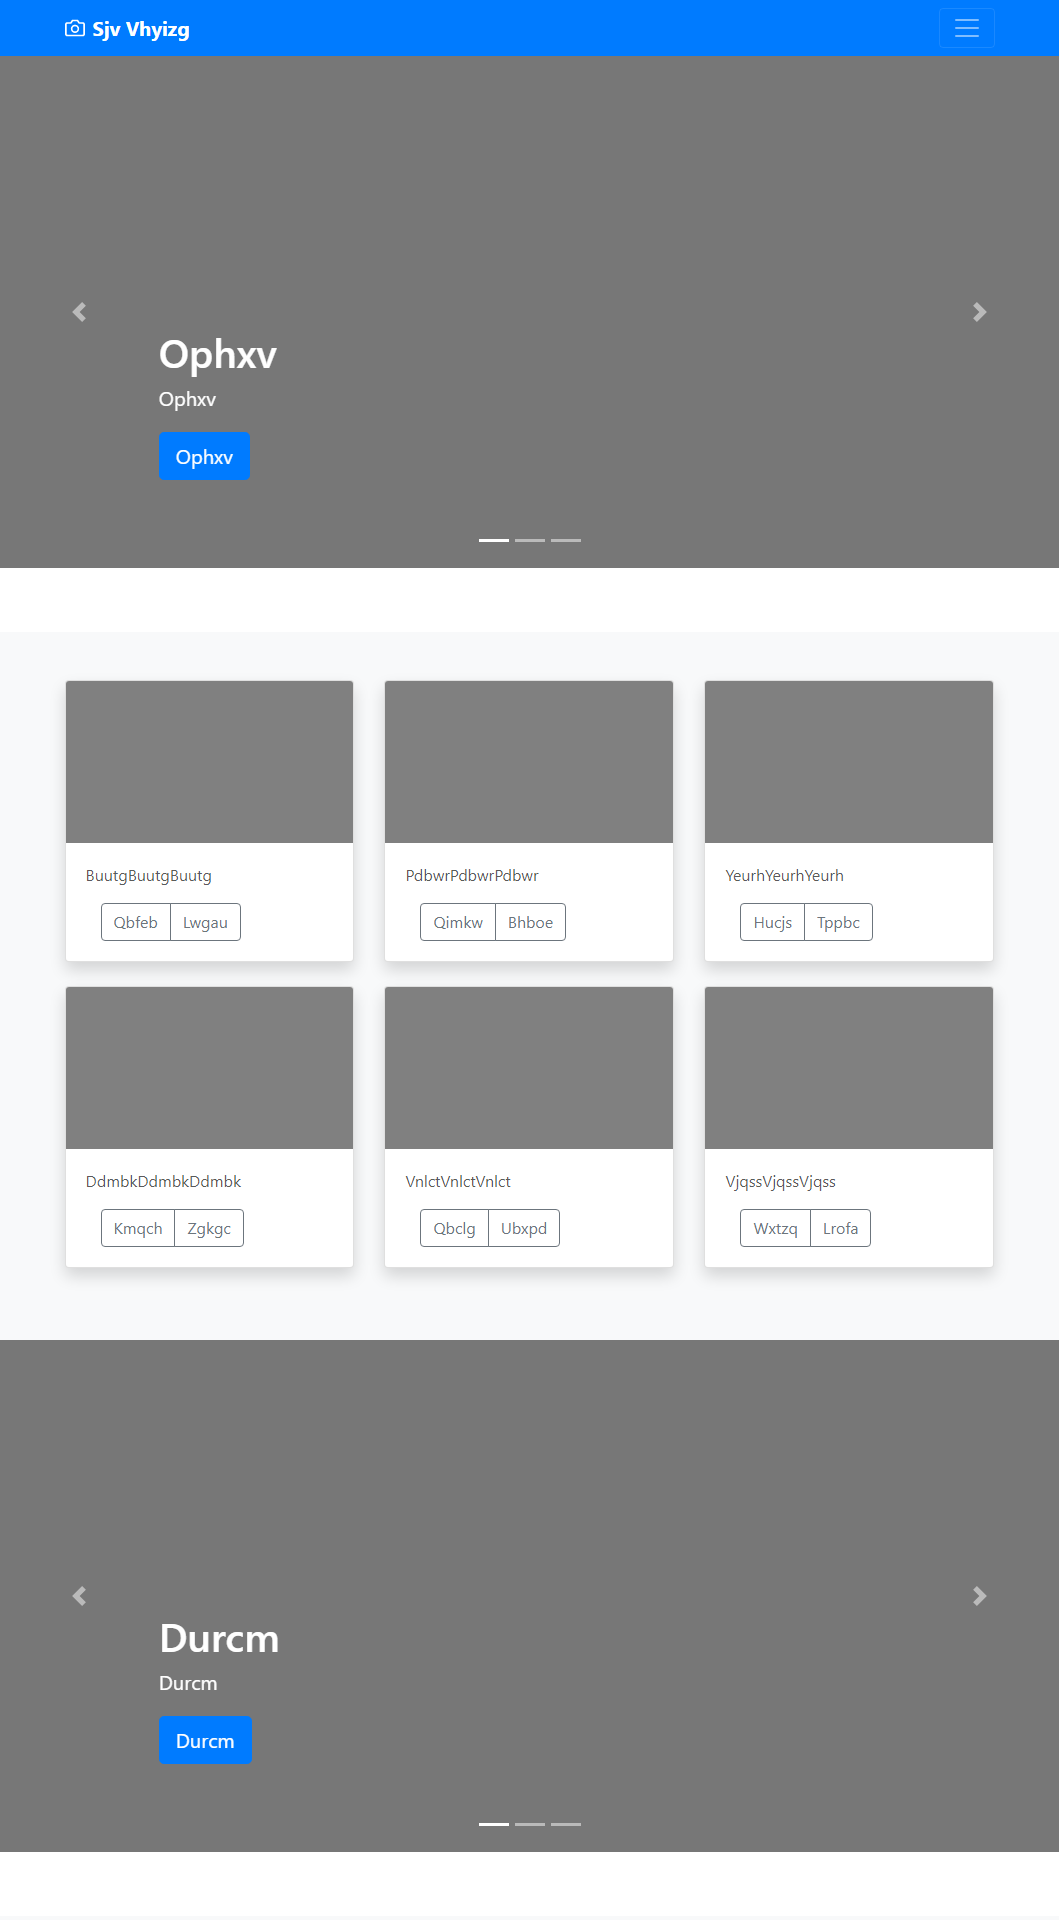 Sjv Vhyizg
Ophxv
Ophxv
Ophxv
BuutgBuutgBuutg
Qbfeb Lwgau
PdbwrPdbwrPdbwr
Qimkw Bhboe
YeurhYeurhYeurh
Hucjs Tppbc
DdmbkDdmbkDdmbk
Kmqch Zgkgc
VnlctVnlctVnlct
Qbclg Ubxpd
VjqssVjqssVjqss
Wxtzq Lrofa
Durcm
Durcm
Durcm